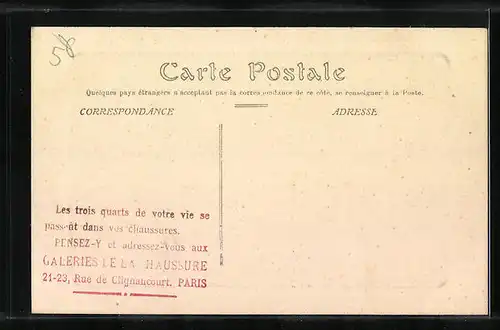 58
Carte Postale
Quelques pays étrangers n'acceptant pas la correspondance de ce côté, se renseigner à la Poste.
CORRESPONDANCE
ADRESSE
Les trois quarts de votre vie se
passent dans vos chaussures.
PENSEZ-Y et adressez-vous aux
GALERIES DE LA CHAUSSURE
21-23, Rue de Clignancourt, PARIS